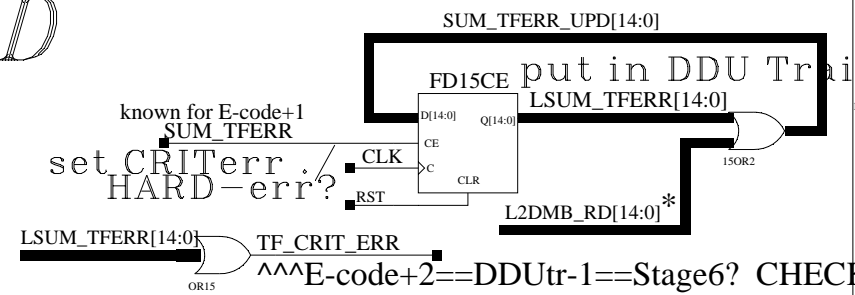 D
SUM_TFERR_UPD[14:0]
put in DDU Trai
FD15CE
LSUM_TFERR[14:0]
known for E-code+1
SUM_TFERR
D[14:0]
Q[14:0]
CE
set CRITerr ./
HARD-err?
CLK
C
CLR
RST
15OR2
L2DMB_RD[14:0]*
LSUM_TFERR[14:0]
TF_CRIT_ERR
OR15
^^^E-code+2==DDUtr-1==Stage6? CHECK